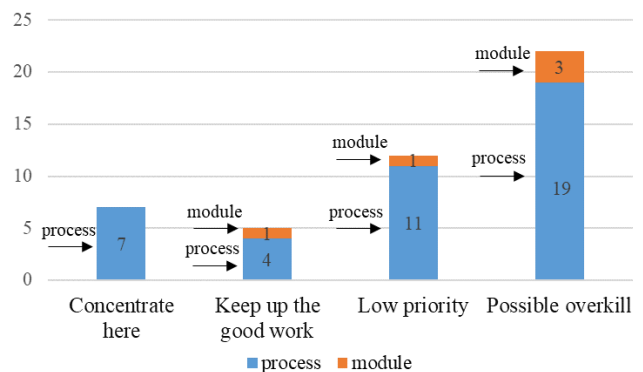 25
20
15
10
5
0
module
3
process
19
module
1
process
11
module
1
process
4
process
7
Concentrate
here
Keep up the
good work
Low priority
Possible overkill
process
module